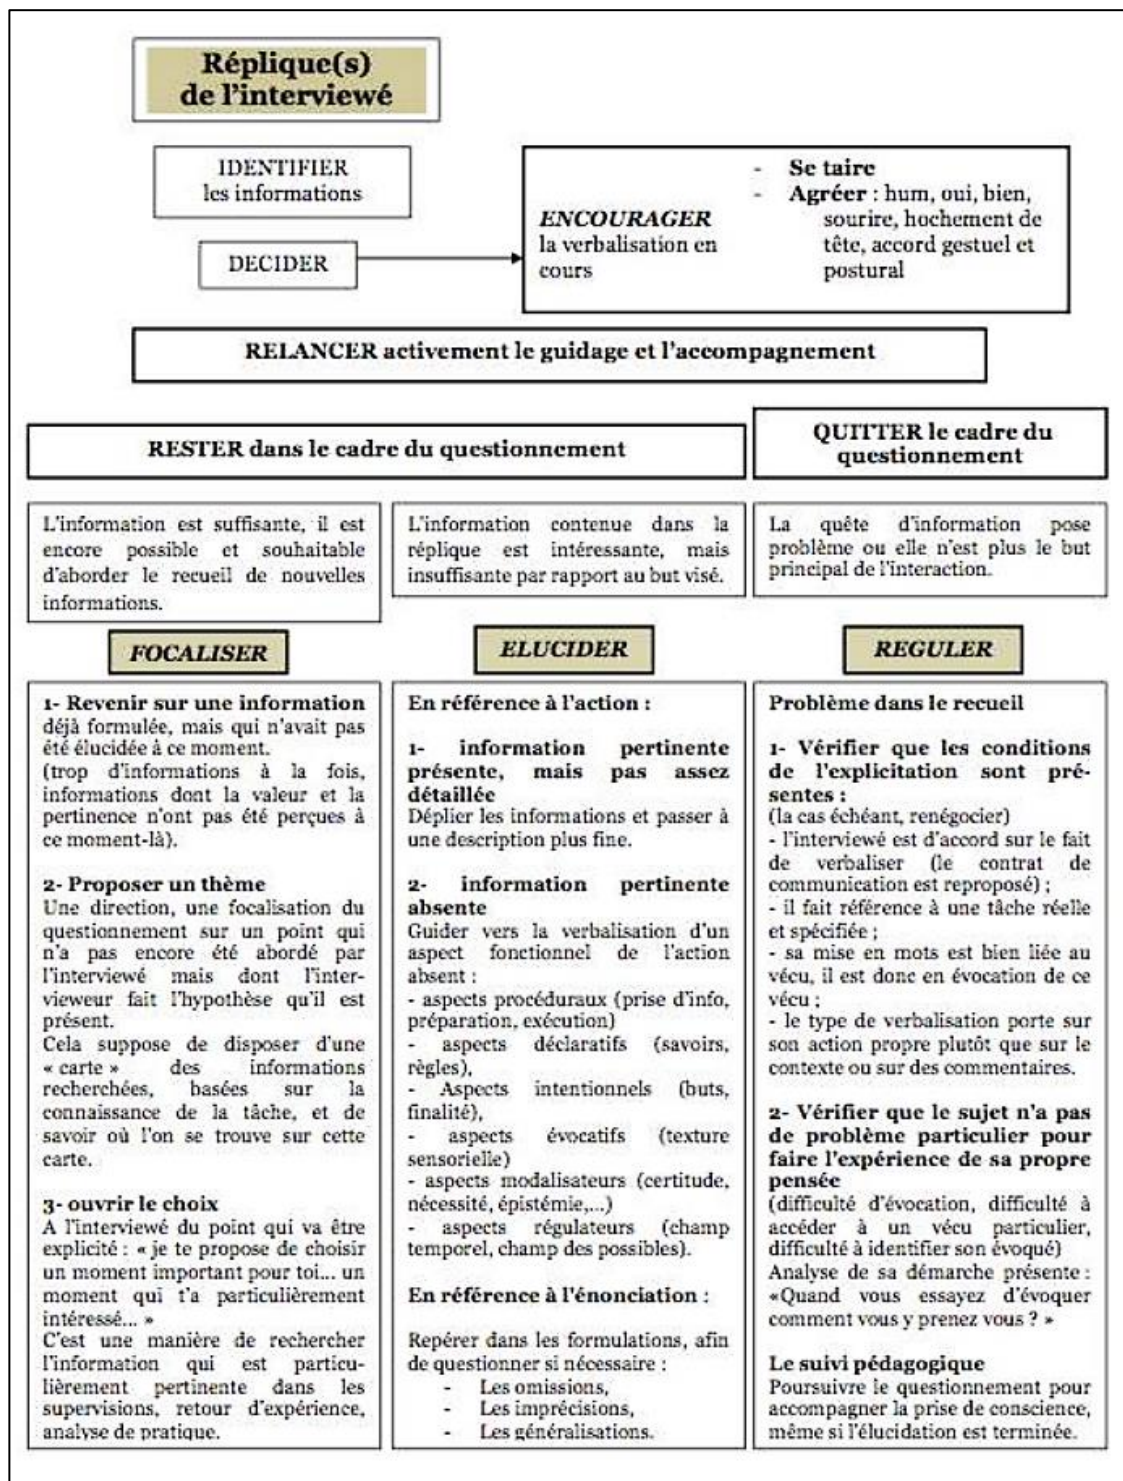 Réplique(s)
de l'interviewé
IDENTIFIER
les informations
DECIDER
ENCOURAGER
la verbalisation en
cours
- Se taire
- Agréer : hum, oui, bien,
sourire, hochement de
tête, accord gestuel et
postural
RELANCER activement le guidage et l'accompagnement
RESTER dans le cadre du questionnement
QUITTER le cadre du
questionnement
L'information est suffisante, il est
encore possible et souhaitable
d'aborder le recueil de nouvelles
informations.
L'information contenue dans la
réplique est intéressante, mais
insuffisante par rapport au but visé.
La quête d'information pose
problème ou elle n'est plus le but
principal de l'interaction.
FOCALISER
1- Revenir sur une information
déjà formulée, mais qui n'avait pas
été élucidée à ce moment.
(trop d'informations à la fois,
informations dont la valeur et la
pertinence n'ont pas été perçues à
ce moment-là).
2- Proposer un thème
Une direction, une focalisation du
questionnement sur un point qui
n'a pas encore été abordé par
l'interviewé mais dont l'inter-
vieweur fait l'hypothèse qu'il est
présent.
Cela suppose de disposer d'une
« carte » des informations
recherchées, basées sur la
connaissance de la tâche, et de
savoir où l'on se trouve sur cette
carte.
3- ouvrir le choix
A l'interviewé du point qui va être
explicité : « je te propose de choisir
un moment important pour toi... un
moment qui t'a particulièrement
intéressé... »
C'est une manière de rechercher
l'information qui est particu-
lièrement pertinente dans les
supervisions, retour d'expérience,
analyse de pratique.
ELUCIDER
En référence à l'action :
1- information pertinente
présente, mais pas assez
détaillée
Déplier les informations et passer à
une description plus fine.
2- information pertinente
absente
Guider vers la verbalisation d'un
aspect fonctionnel de l'action
absent :
- aspects procéduraux (prise d'info,
préparation, exécution)
- aspects déclaratifs (savoirs,
règles),
- Aspects intentionnels (buts,
finalité),
- aspects évocatifs (texture
sensorielle)
- aspects modalisateurs (certitude,
nécessité, épistémie,...)
- aspects régulateurs (champ
temporel, champ des possibles).
En référence à l'énonciation :
Repérer dans les formulations, afin
de questionner si nécessaire :
- Les omissions,
- Les imprécisions,
- Les généralisations.
REGULER
Problème dans le recueil
1- Vérifier que les conditions
de l'explicitation sont pré-
sentes :
(la cas échéant, renégocier)
- l'interviewé est d'accord sur le fait
de verbaliser (le contrat de
communication est reproposé) ;
- il fait référence à une tâche réelle
et spécifiée ;
- sa mise en mots est bien liée au
vécu, il est donc en évocation de ce
vécu ;
- le type de verbalisation porte sur
son action propre plutôt que sur le
contexte ou sur des commentaires.
2- Vérifier que le sujet n'a pas
de problème particulier pour
faire l'expérience de sa propre
pensée
(difficulté d'évocation, difficulté à
accéder à un vécu particulier,
difficulté à identifier son évoqué)
Analyse de sa démarche présente :
«Quand vous essayez d'évoquer
comment vous y prenez vous ? »
Le suivi pédagogique
Poursuivre le questionnement pour
accompagner la prise de conscience,
même si l'élucidation est terminée.